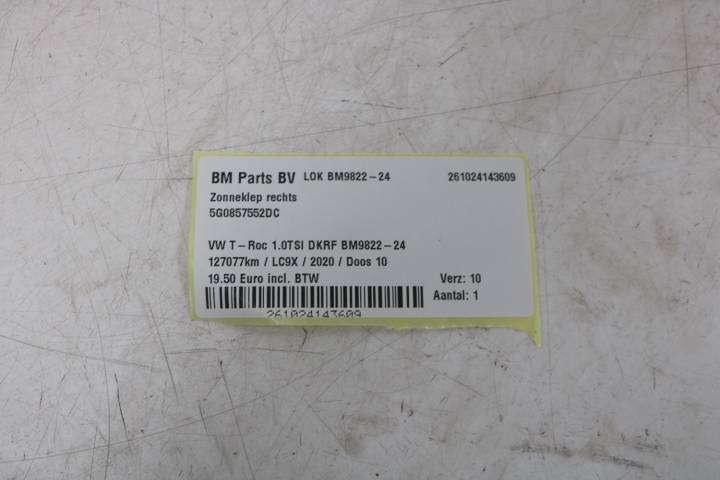 BM Parts BV LOK BM9822-24 261024143609
Zonneklep rechts
5G0857552DC
VW T-Roc 1.0TSI DKRF BM9822-24
127077km / LC9X / 2020 / Doos 10
19.50 Euro incl. BTW Verz: 10
Aantal: 1
261024143609